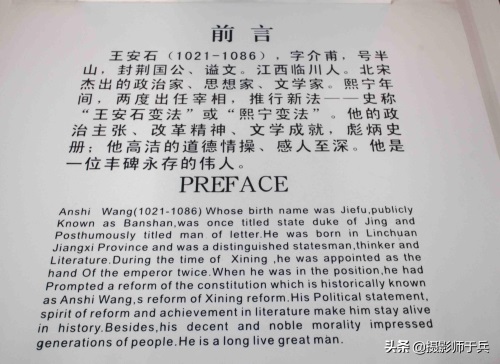 前言
王安石(1021-1086),字介甫,号半
山,封荆国公、谥文。江西临川人。北宋
杰出的政治家、思想家、文学家。熙宁年
间,两度出任宰相,推行新法——史称
“王安石变法”或“熙宁变法”。他的政
治主张、改革精神、文学成就,彪炳史
册;他高洁的道德情操、感人至深。他是
一位丰碑永存的伟人。
PREFACE
Anshi Wang(1021-1086) Whose birth name was Jiefu,publicly
Known as Banshan,was once titled state duke of Jing and
Posthumously titled man of letter.He was born in Linchuan
Jiangxi Province and was a distinguished statesman,thinker and
Literature.During the time of Xining ,he was appointed as the
hand Of the emperor twice.When he was in the position,he had
Prompted a reform of the constitution which is historically known
as Anshi Wang,s reform of Xining reform.His Political statement,
spirit of reform and achievement in literature make him stay alive
in history.Besides,his decent and noble morality impressed
generations of people.He is a long live great man.
头条 @摄影师于兵